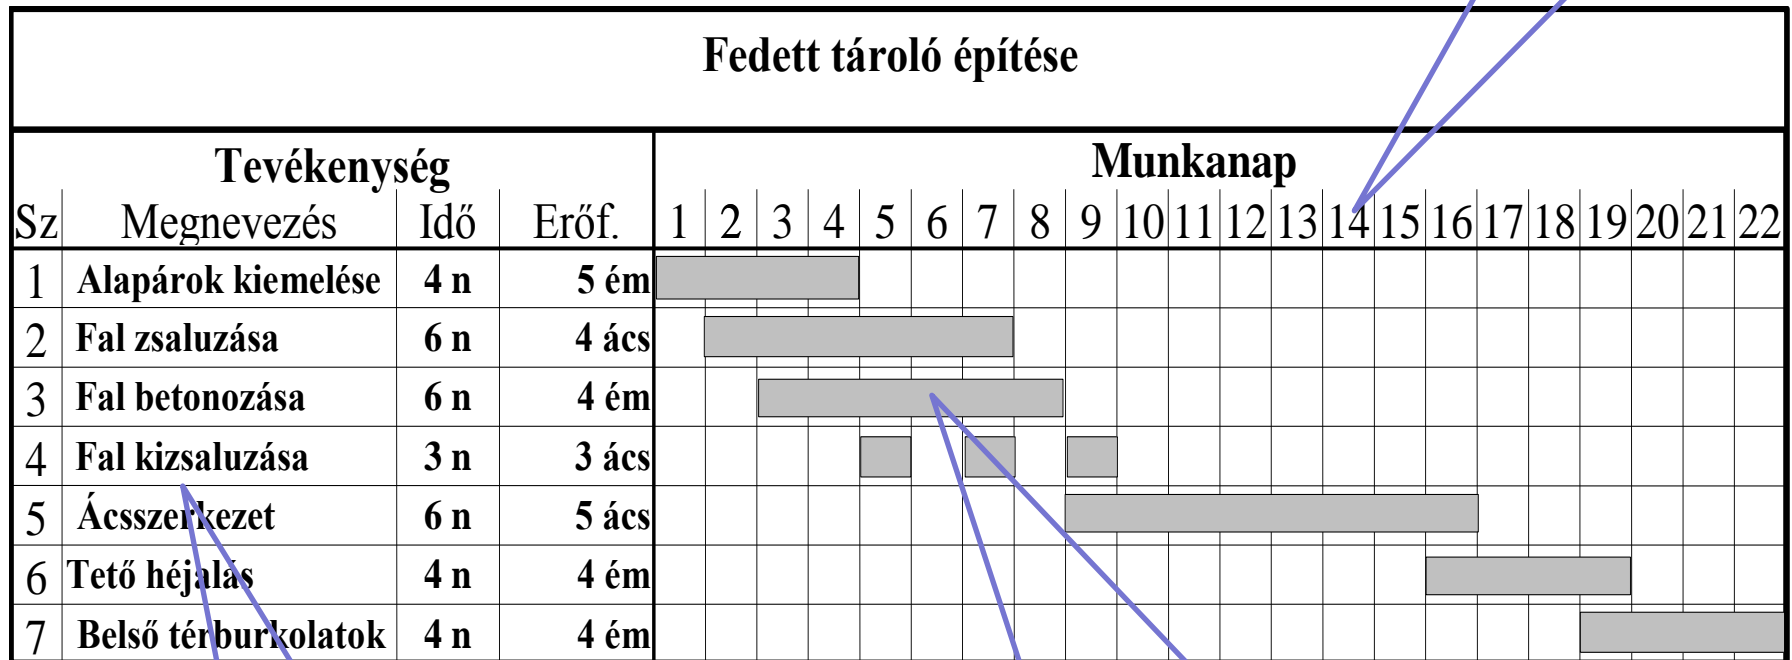 Fedett tároló építése
Tevékenység Munkanap
Sz Megnevezés Idő Erőf. 1 2 3 4 5 6 7 8 9 10 11 12 13 14 15 16 17 18 19 20 21 22
1 Alapárok kiemelése 4 n 5 ém
2 Fal zsaluzása 6 n 4 ács
3 Fal betonozása 6 n 4 ém
4 Fal kizsaluzása 3 n 3 ács
5 Ácsszerkezet 6 n 5 ács
6 Tető héjalás 4 n 4 ém
7 Belső térburkolatok 4 n 4 ém